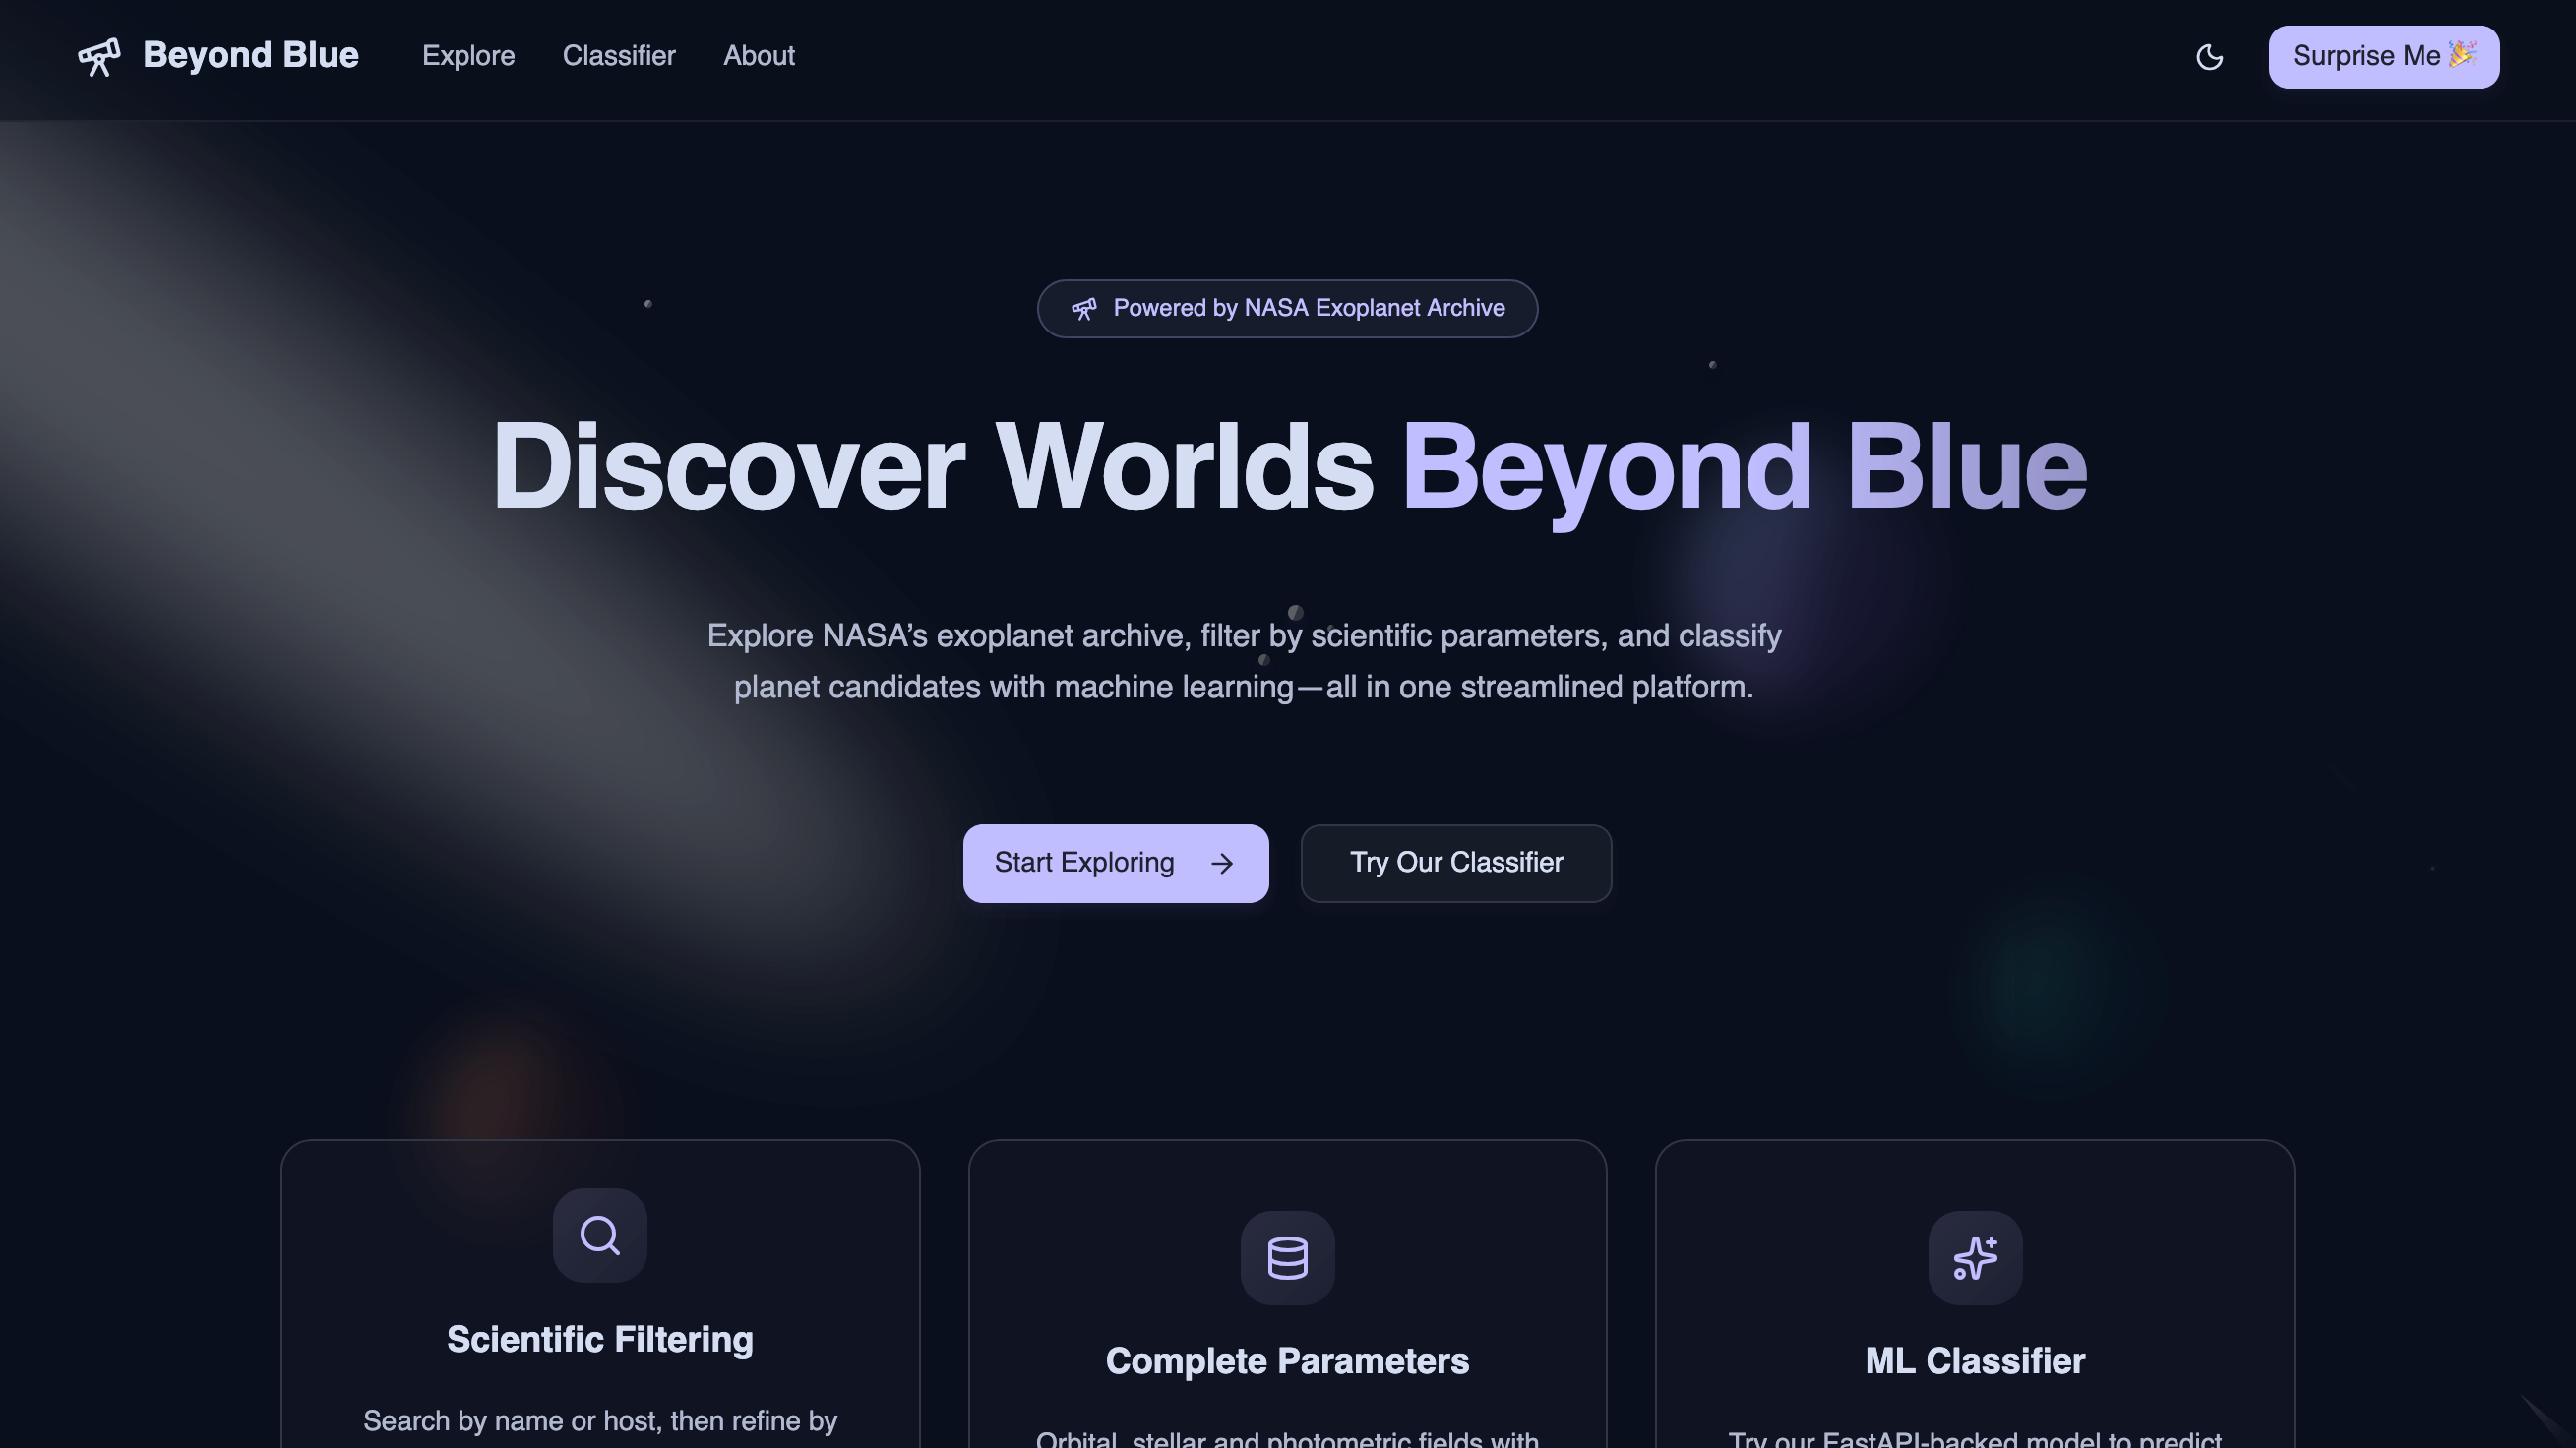 Beyond Blue
Explore
Classifier
About
Surprise Me 🎉
Powered by NASA Exoplanet Archive
Discover Worlds Beyond Blue
Explore NASA’s exoplanet archive, filter by scientific parameters, and classify
planet candidates with machine learning—all in one streamlined platform.
Start Exploring →
Try Our Classifier
Scientific Filtering
Search by name or host, then refine by
Complete Parameters
Orbital, stellar and photometric fields with
ML Classifier
Try our FastAPI-backed model to predict